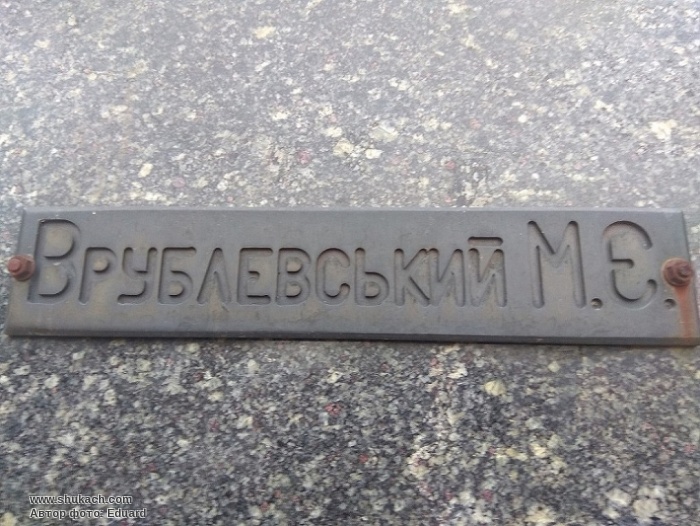 Врублевський М.Є.
www.shukach.com
Автор фото: Eduard